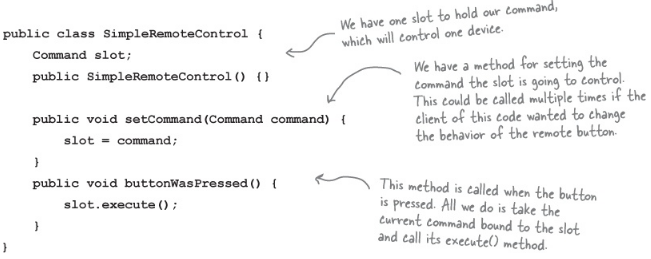 public class SimpleRemoteControl {
Command slot;
public SimpleRemoteControl() {}
public void setCommand(Command command) {
slot = command;
}
public void buttonWasPressed() {
slot.execute();
}
}
We have one slot to hold our command,
which will control one device.
We have a method for setting the
command the slot is going to control.
This could be called multiple times if the
client of this code wanted to change
the behavior of the remote button.
This method is called when the button
is pressed. All we do is take the
current command bound to the slot
and call its execute() method.